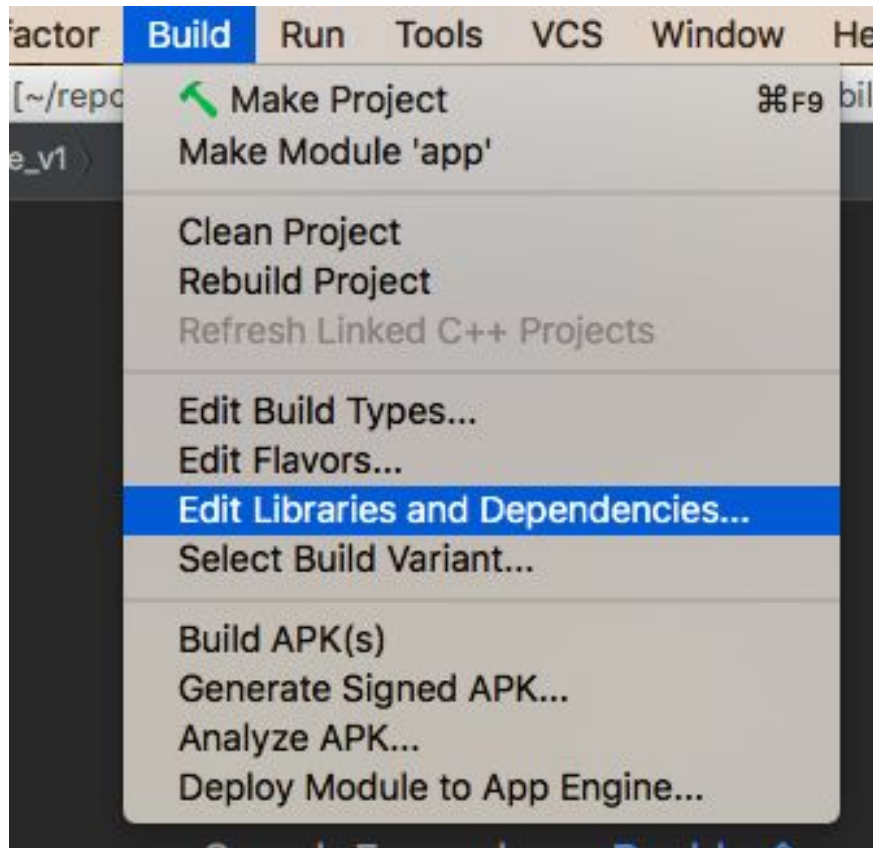 factor Build Run Tools VCS Window He
[~/repo
Make Project ⌘F9
bil
e_v1
Make Module 'app'
Clean Project
Rebuild Project
Refresh Linked C++ Projects
Edit Build Types...
Edit Flavors...
Edit Libraries and Dependencies...
Select Build Variant...
Build APK(s)
Generate Signed APK...
Analyze APK...
Deploy Module to App Engine...